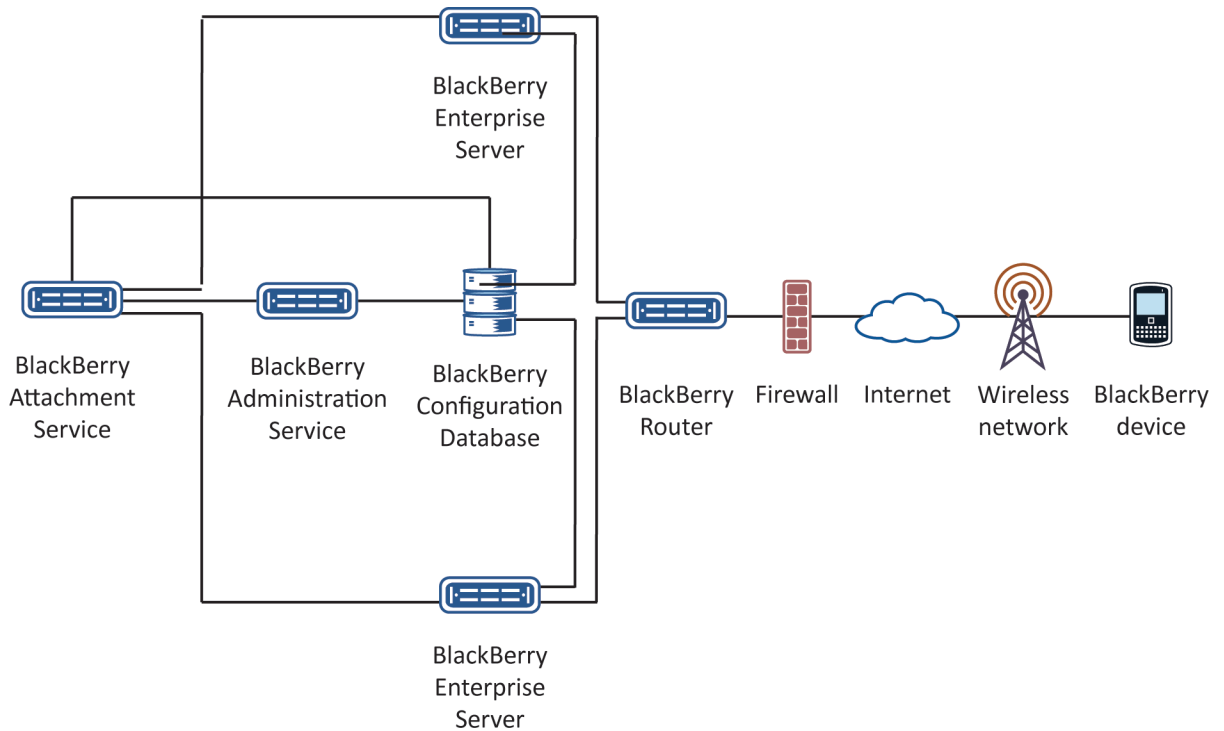 BlackBerry
Enterprise
Server
BlackBerry
Attachment
Service
BlackBerry
Administration
Service
BlackBerry
Configuration
Database
BlackBerry
Router
Firewall
Internet
Wireless
network
BlackBerry
device
BlackBerry
Enterprise
Server